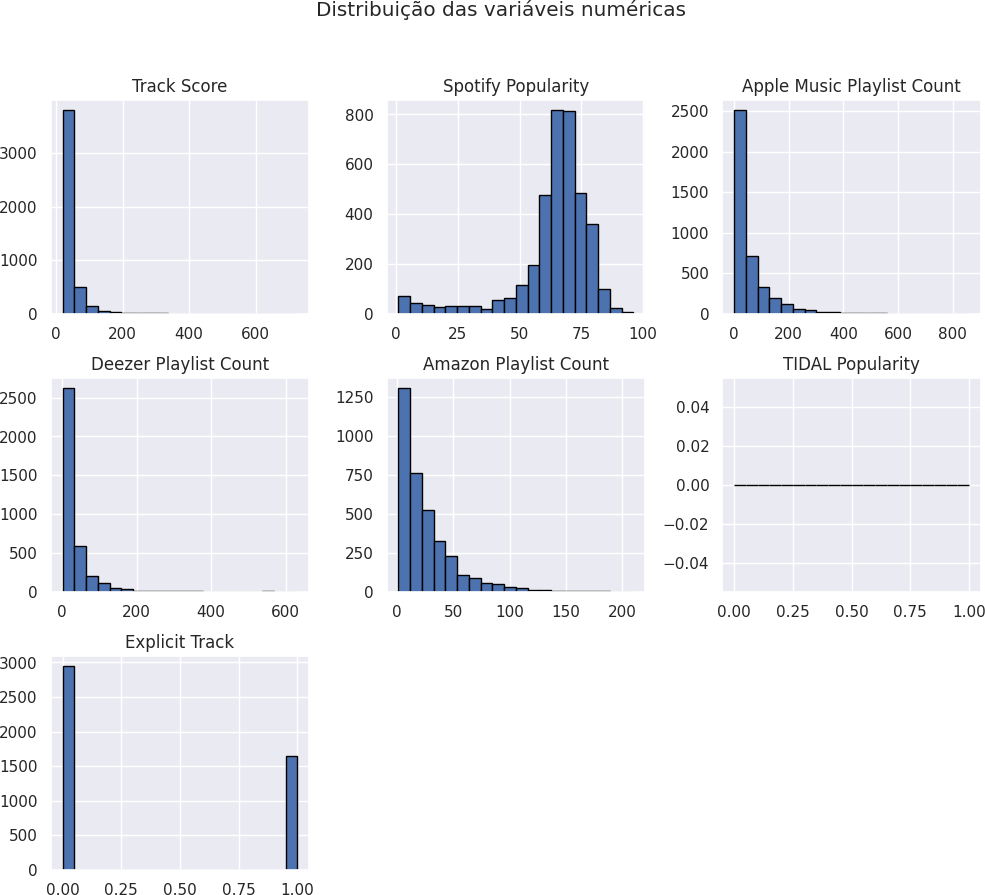 Distribuição das variáveis numéricas
Track Score
3000
2000
1000
0
0 200 400 600
Spotify Popularity
800
600
400
200
0
0 25 50 75 100
Apple Music Playlist Count
2500
2000
1500
1000
500
0
0 200 400 600 800
Deezer Playlist Count
2500
2000
1500
1000
500
0
0 200 400 600
Amazon Playlist Count
1250
1000
750
500
250
0
0 50 100 150 200
TIDAL Popularity
0.04
0.02
0.00
−0.02
−0.04
0.00 0.25 0.50 0.75 1.00
Explicit Track
3000
2500
2000
1500
1000
500
0
0.00 0.25 0.50 0.75 1.00